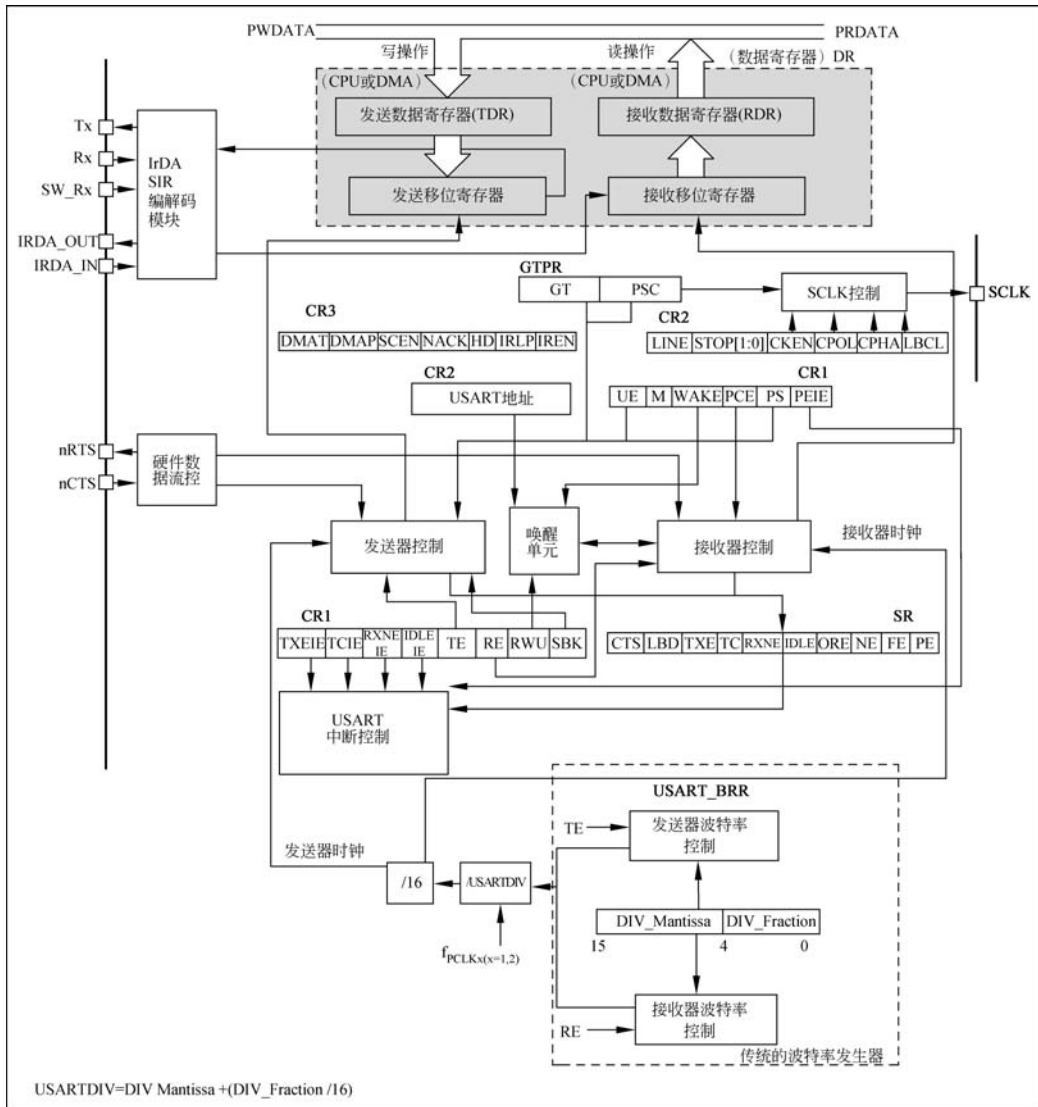 PWDATA
PRDATA
写操作
读操作
(数据寄存器) DR
(CPU或DMA)
(CPU或DMA)
发送数据寄存器(TDR)
接收数据寄存器(RDR)
Tx
Rx
SW_Rx
IRDA_OUT
IRDA_IN
IrDA
SIR
编解码
模块
发送移位寄存器
接收移位寄存器
GTPR
GT PSC
SCLK控制
SCLK
CR3
DMAT DMAP SCEN NACK HD IRLP IREN
CR2
LINE STOP[1:0] CKEN CPOL CPHA LBCL
CR2
USART地址
CR1
UE M WAKE PCE PS PEIE
nRTS
nCTS
硬件数
据流控
发送器控制
唤醒
单元
接收器控制
接收器时钟
CR1
TXEIE TCIE RXNE IE IDLE IE TE RE RWU SBK
SR
CTS LBD TXE TC RXNE IDLE ORE NE FE PE
USART
中断控制
USART_BRR
TE
发送器波特率
控制
发送器时钟
/16
/USARTDIV
DIV_Mantissa DIV_Fraction
15 4 0
fPCLKx(x=1,2)
RE
接收器波特率
控制
传统的波特率发生器
USARTDIV=DIV Mantissa +(DIV_Fraction /16)